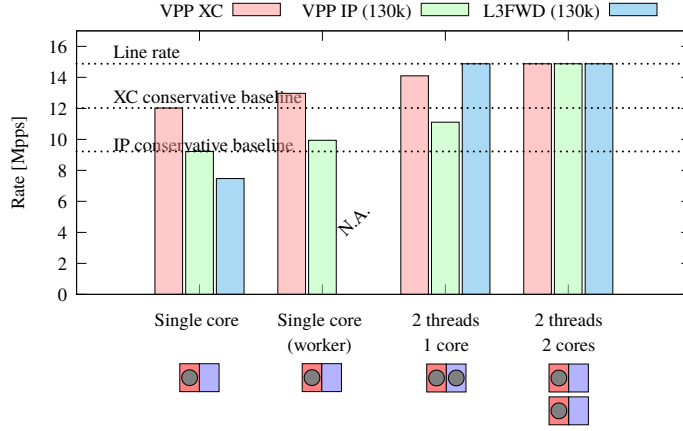 VPP XC VPP IP (130k) L3FWD (130k)
16
14
12
10
8
6
4
2
0
Rate [Mpps]
Line rate
XC conservative baseline
IP conservative baseline
N.A.
Single core
Single core
(worker)
2 threads
1 core
2 threads
2 cores